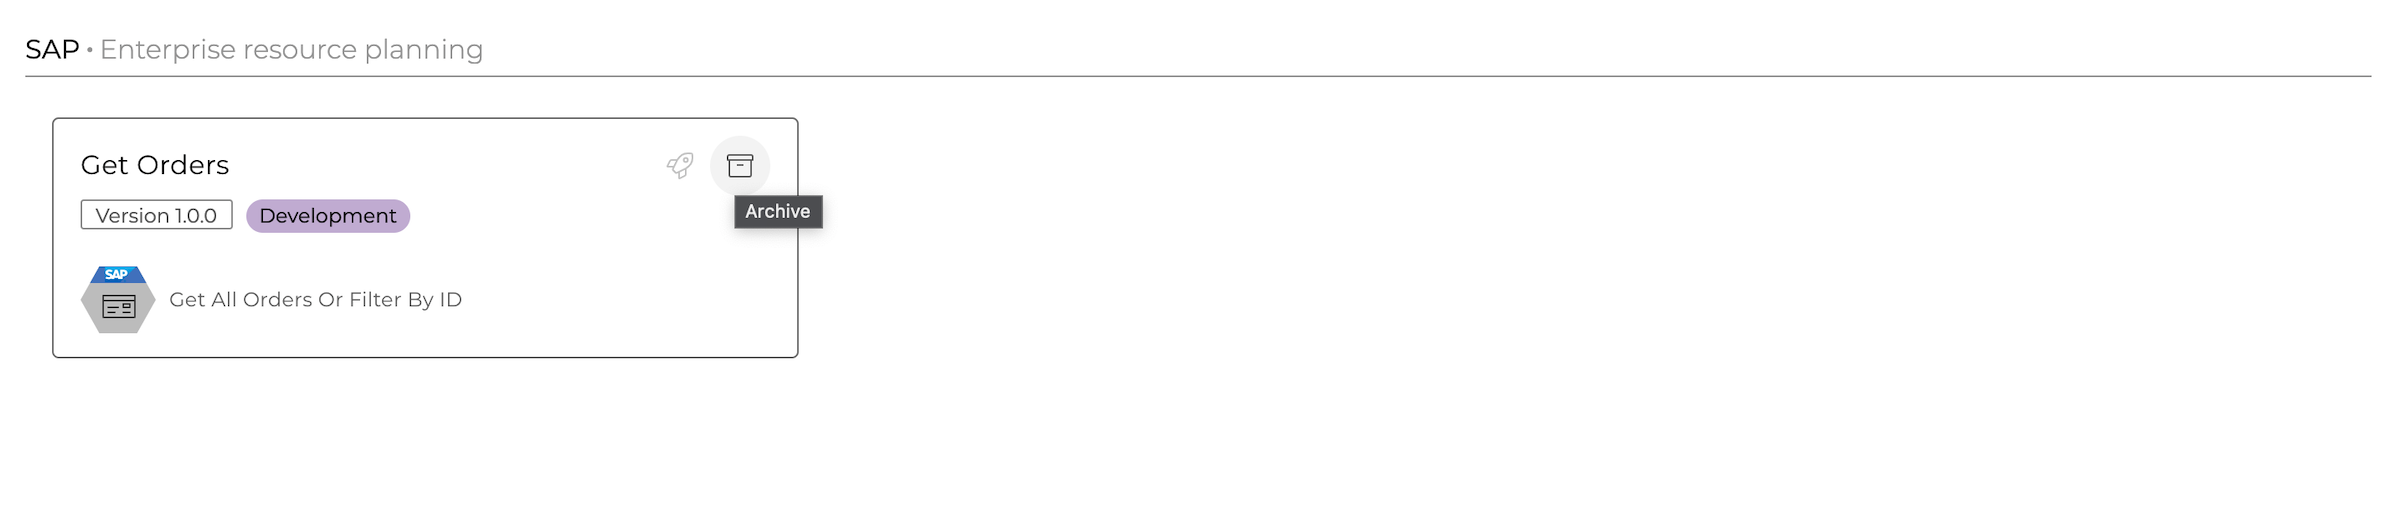 SAP • Enterprise resource planning
Get Orders
Archive
Version 1.0.0
Development
SAP
Get All Orders Or Filter By ID